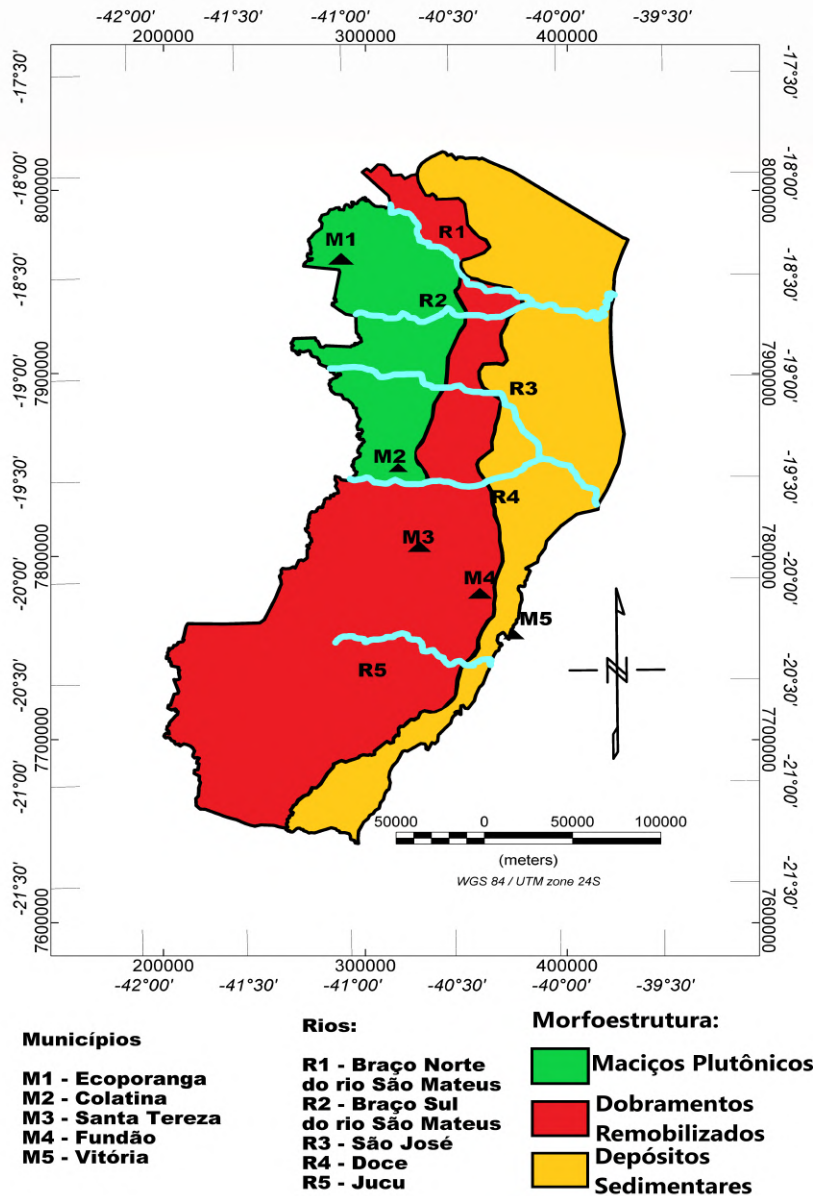 -42°00' -41°30' -41°00' -40°30' -40°00' -39°30'
200000 300000 400000
-17°30' -17°30'
-18°00' -18°00'
8000000 8000000
-18°30' -18°30'
-19°00' -19°00'
7900000 7900000
-19°30' -19°30'
7800000 7800000
-20°00' -20°00'
-20°30' -20°30'
7700000 7700000
-21°00' -21°00'
-21°30' -21°30'
7600000 7600000
M1
R1
R2
R3
M2
R4
M3
M4
M5
R5
N
50000 0 50000 100000
(meters)
WGS 84 / UTM zone 24S
200000 300000 400000
-42°00' -41°30' -41°00' -40°30' -40°00' -39°30'
Municípios
M1 - Ecoporanga
M2 - Colatina
M3 - Santa Tereza
M4 - Fundão
M5 - Vitória
Rios:
R1 - Braço Norte
do rio São Mateus
R2 - Braço Sul
do rio São Mateus
R3 - São José
R4 - Doce
R5 - Jucu
Morfoestrutura:
Maciços Plutônicos
Dobramentos
Remobilizados
Depósitos
Sedimentares